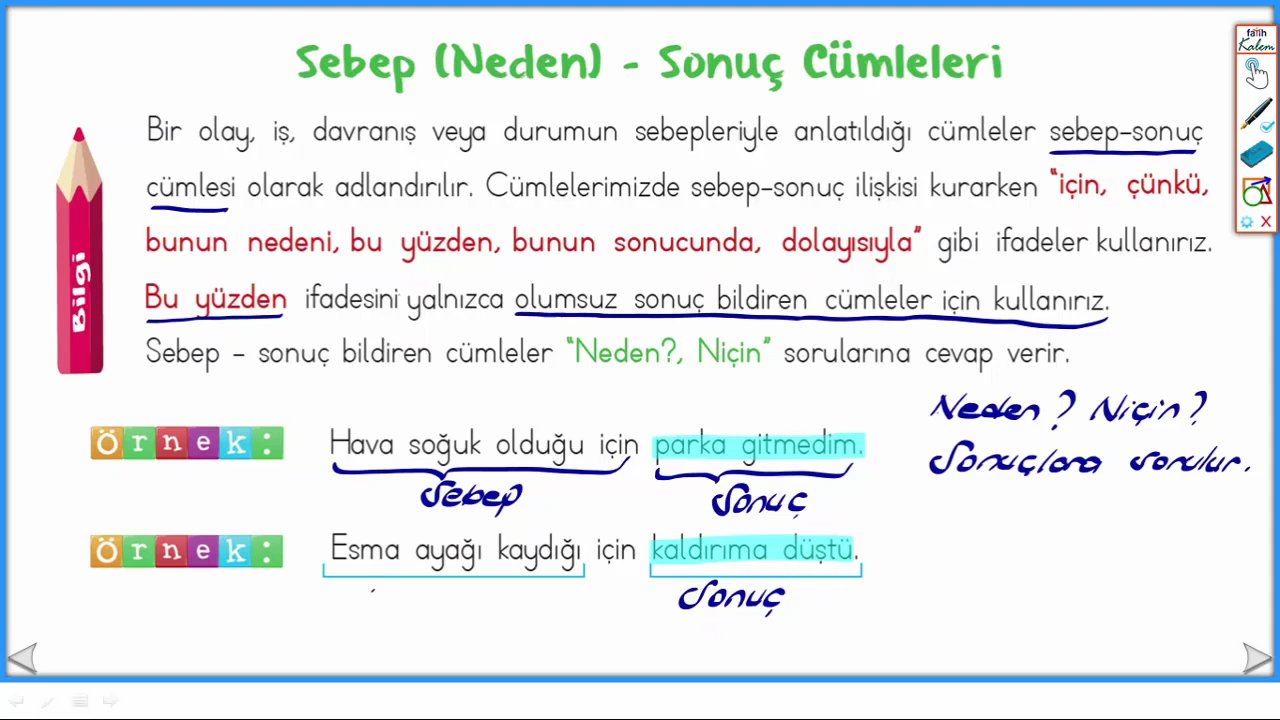 Sebep (Neden) - Sonuç Cümleleri
fatih
Kalem
Bir olay, iş, davranış veya durumun sebepleriyle anlatıldığı cümleler sebep-sonuç
cümlesi olarak adlandırılır. Cümlelerimizde sebep-sonuç ilişkisi kurarken "için, çünkü,
bunun nedeni, bu yüzden, bunun sonucunda, dolayısıyla" gibi ifadeler kullanırız.
Bu yüzden ifadesini yalnızca olumsuz sonuç bildiren cümleler için kullanırız.
Sebep - sonuç bildiren cümleler "Neden?, Niçin" sorularına cevap verir.
Bilgi
Neden? Niçin?
Sonuçlara sorulur.
Örnek: Hava soğuk olduğu için parka gitmedim.
Sebep Sonuç
Örnek: Esma ayağı kaydığı için kaldırıma düştü.
Sonuç